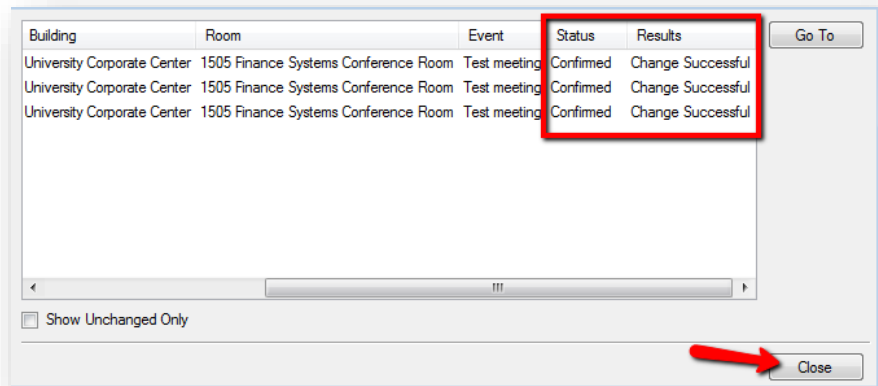 Building Room Event Status Results Go To
University Corporate Center 1505 Finance Systems Conference Room Test meeting Confirmed Change Successful
University Corporate Center 1505 Finance Systems Conference Room Test meeting Confirmed Change Successful
University Corporate Center 1505 Finance Systems Conference Room Test meeting Confirmed Change Successful
Show Unchanged Only
Close